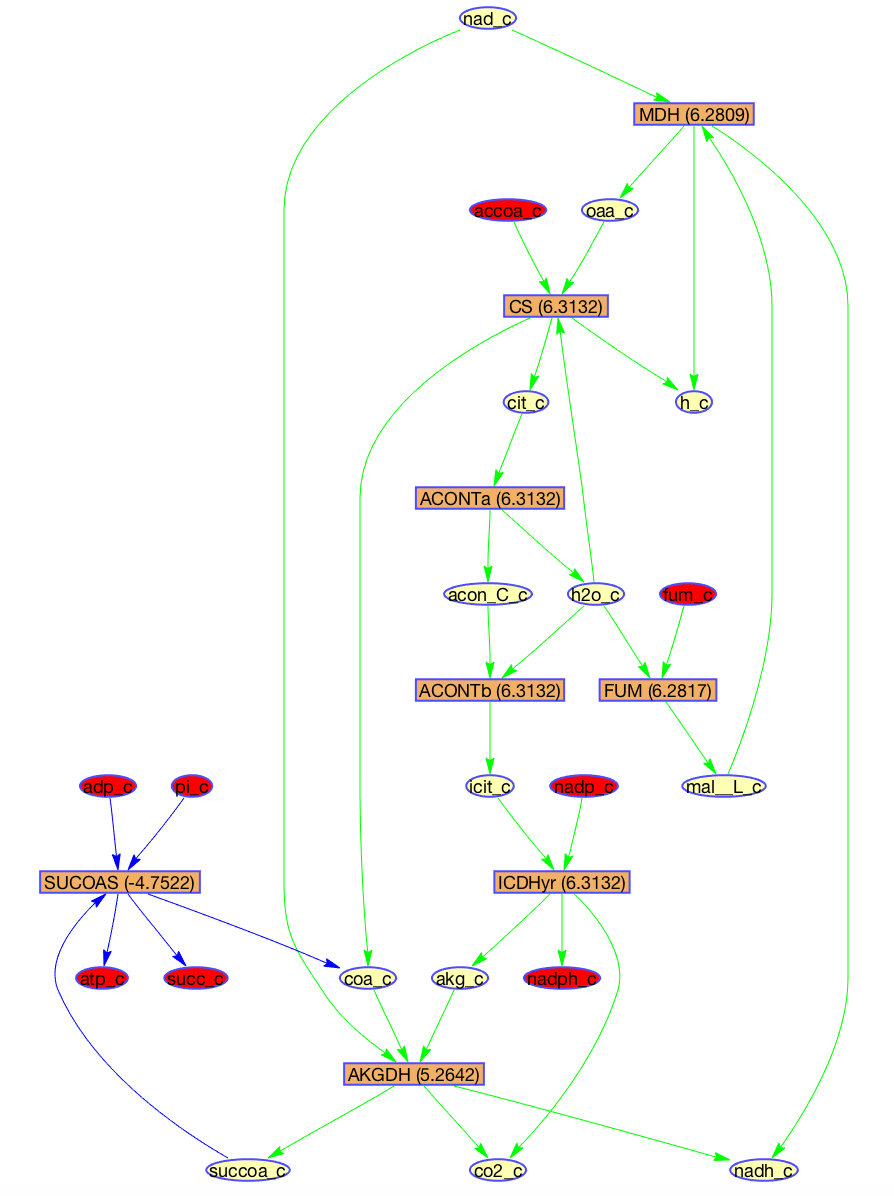 nad_c
MDH (6.2809)
accoa_c
oaa_c
CS (6.3132)
cit_c
h_c
ACONTa (6.3132)
acon_C_c
h2o_c
fum_c
ACONTb (6.3132)
FUM (6.2817)
adp_c
pi_c
icit_c
nadp_c
mal__L_c
SUCOAS (-4.7522)
ICDHyr (6.3132)
atp_c
succ_c
coa_c
akg_c
nadph_c
AKGDH (5.2642)
succoa_c
co2_c
nadh_c